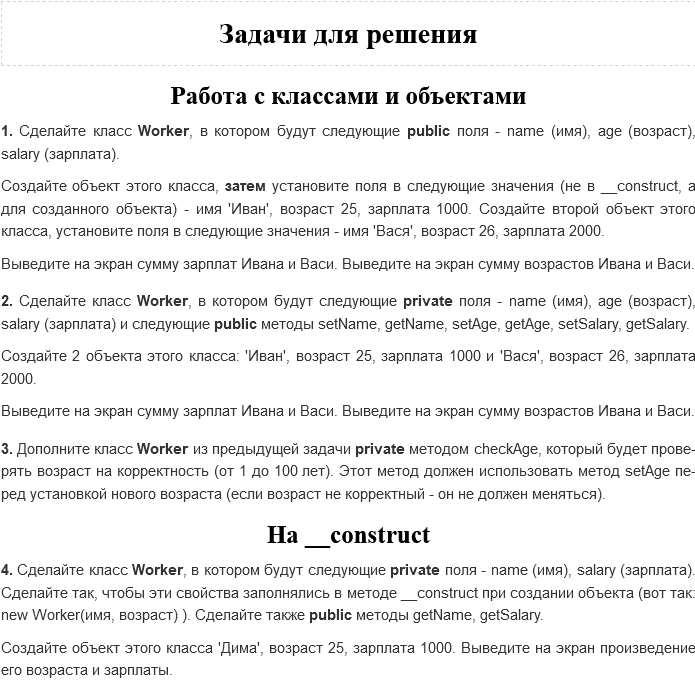 Задачи для решения
Работа с классами и объектами
1. Сделайте класс Worker, в котором будут следующие public поля - name (имя), age (возраст),
salary (зарплата).
Создайте объект этого класса, затем установите поля в следующие значения (не в __construct, а
для созданного объекта) - имя 'Иван', возраст 25, зарплата 1000. Создайте второй объект этого
класса, установите поля в следующие значения - имя 'Вася', возраст 26, зарплата 2000.
Выведите на экран сумму зарплат Ивана и Васи. Выведите на экран сумму возрастов Ивана и Васи.
2. Сделайте класс Worker, в котором будут следующие private поля - name (имя), age (возраст),
salary (зарплата) и следующие public методы setName, getName, setAge, getAge, setSalary, getSalary.
Создайте 2 объекта этого класса: 'Иван', возраст 25, зарплата 1000 и 'Вася', возраст 26, зарплата
2000.
Выведите на экран сумму зарплат Ивана и Васи. Выведите на экран сумму возрастов Ивана и Васи.
3. Дополните класс Worker из предыдущей задачи private методом checkAge, который будет прове-
рять возраст на корректность (от 1 до 100 лет). Этот метод должен использовать метод setAge пе-
ред установкой нового возраста (если возраст не корректный - он не должен меняться).
На __construct
4. Сделайте класс Worker, в котором будут следующие private поля - name (имя), salary (зарплата).
Сделайте так, чтобы эти свойства заполнялись в методе __construct при создании объекта (вот так:
new Worker(имя, возраст) ). Сделайте также public методы getName, getSalary.
Создайте объект этого класса 'Дима', возраст 25, зарплата 1000. Выведите на экран произведение
его возраста и зарплаты.